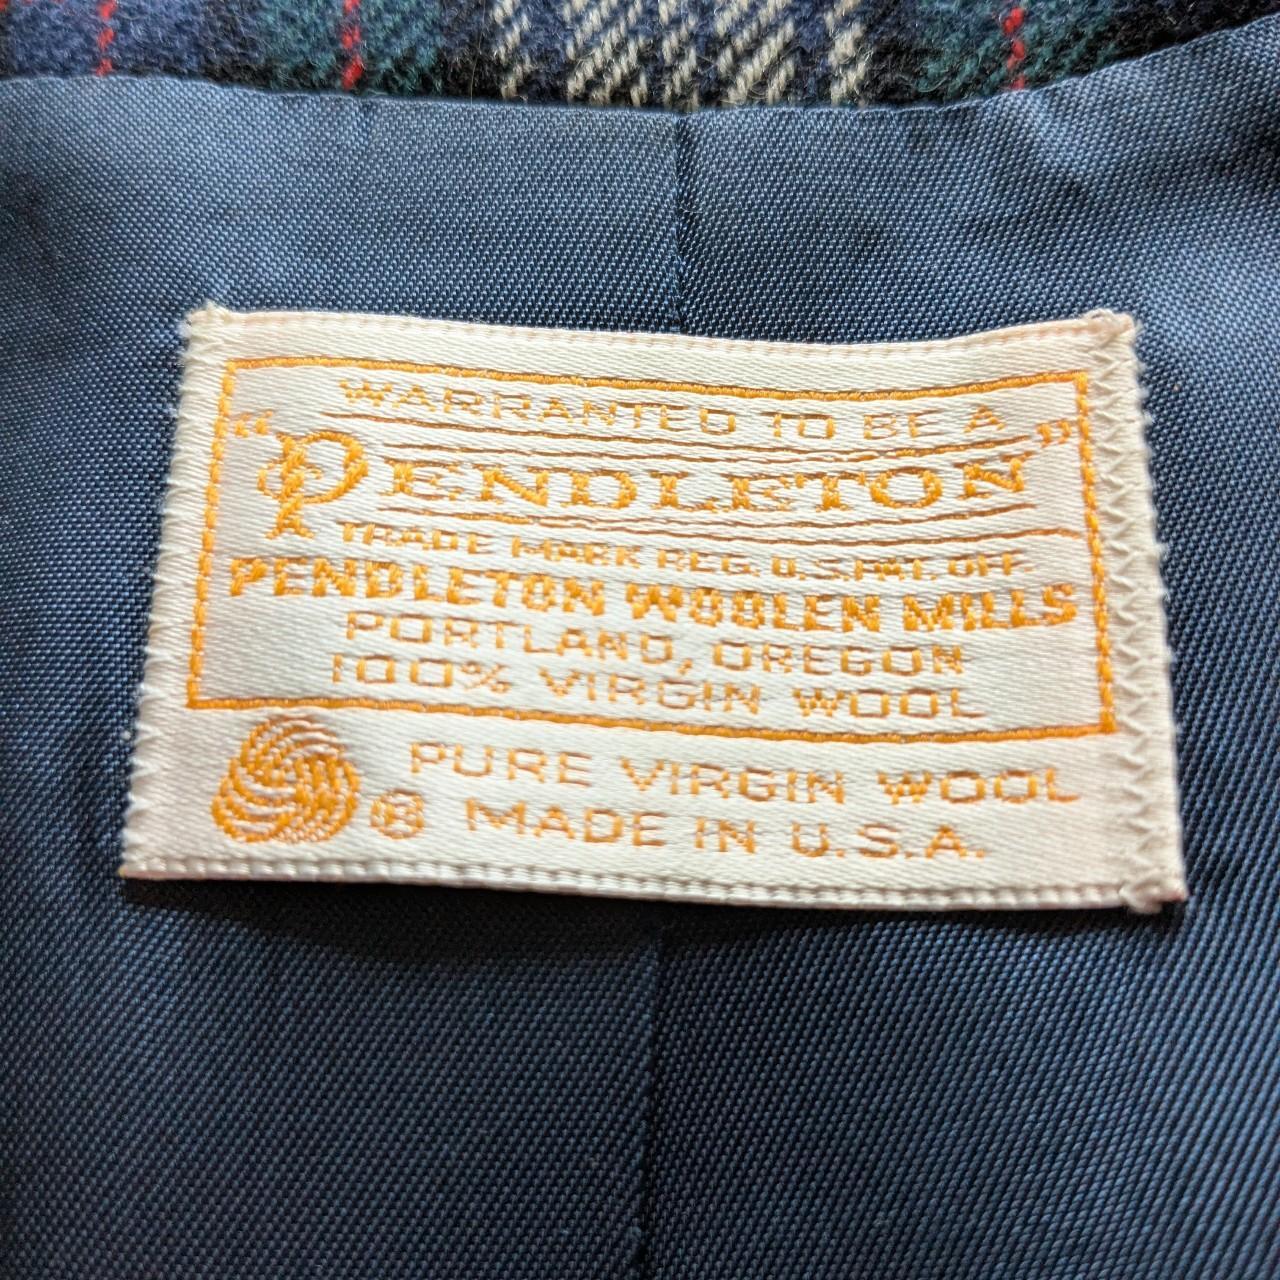 WARRANTED TO BE A
"PENDLETON"
TRADE MARK REG. U.S.PAT. OFF.
PENDLETON WOOLEN MILLS
PORTLAND, OREGON
100% VIRGIN WOOL
PURE VIRGIN WOOL
® MADE IN U.S.A.